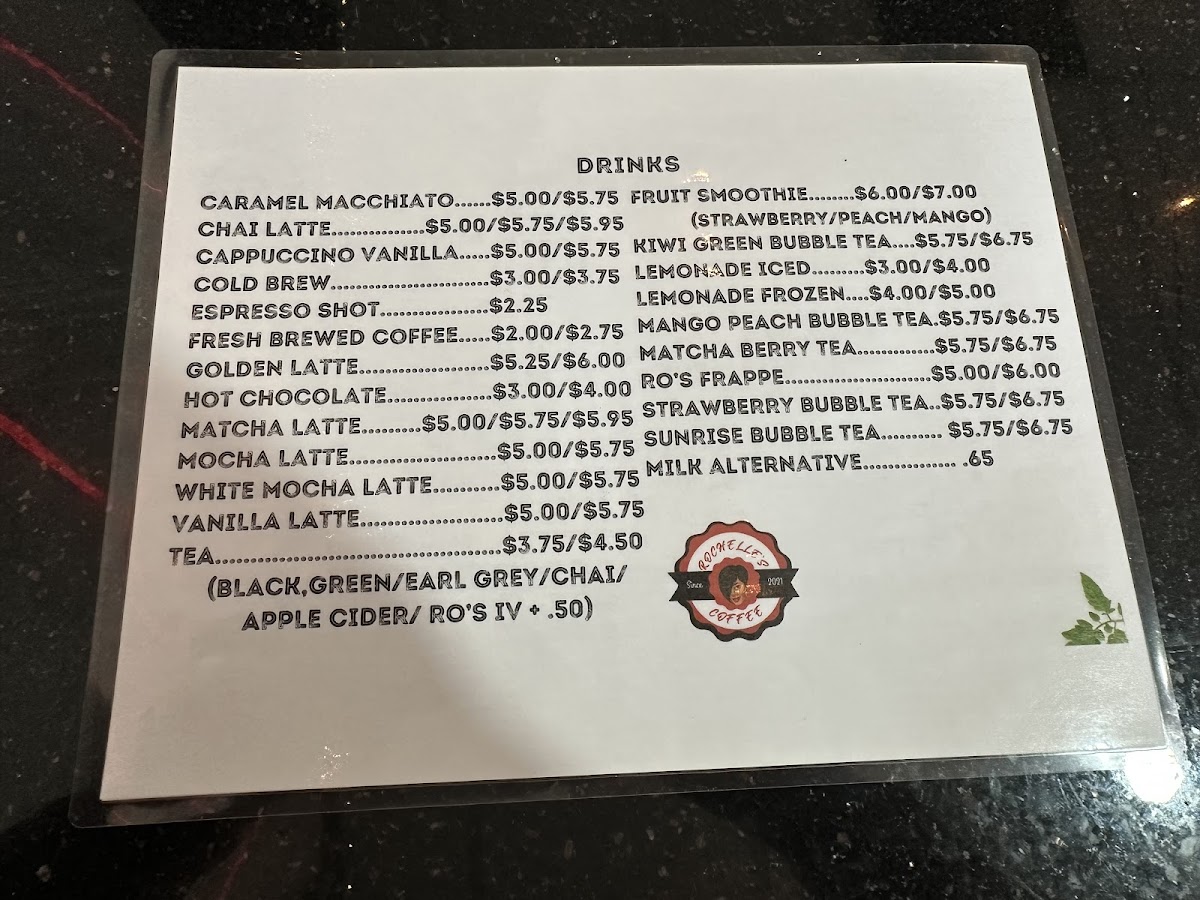 DRINKS
CARAMEL MACCHIATO......$5.00/$5.75
CHAI LATTE...............$5.00/$5.75/$5.95
CAPPUCCINO VANILLA.....$5.00/$5.75
COLD BREW..........................$3.00/$3.75
ESPRESSO SHOT..................$2.25
FRESH BREWED COFFEE.....$2.00/$2.75
GOLDEN LATTE......................$5.25/$6.00
HOT CHOCOLATE.................$3.00/$4.00
MATCHA LATTE..........$5.00/$5.75/$5.95
MOCHA LATTE........................$5.00/$5.75
WHITE MOCHA LATTE...........$5.00/$5.75
VANILLA LATTE.......................$5.00/$5.75
TEA..............................................$3.75/$4.50
(BLACK,GREEN/EARL GREY/CHAI/
APPLE CIDER/ RO'S IV + .50)
FRUIT SMOOTHIE........$6.00/$7.00
(STRAWBERRY/PEACH/MANGO)
KIWI GREEN BUBBLE TEA....$5.75/$6.75
LEMONADE ICED.........$3.00/$4.00
LEMONADE FROZEN....$4.00/$5.00
MANGO PEACH BUBBLE TEA.$5.75/$6.75
MATCHA BERRY TEA.............$5.75/$6.75
RO'S FRAPPE.........................$5.00/$6.00
STRAWBERRY BUBBLE TEA..$5.75/$6.75
SUNRISE BUBBLE TEA.......... $5.75/$6.75
MILK ALTERNATIVE................ .65
ROCHELLE'S
Since 2021
COFFEE